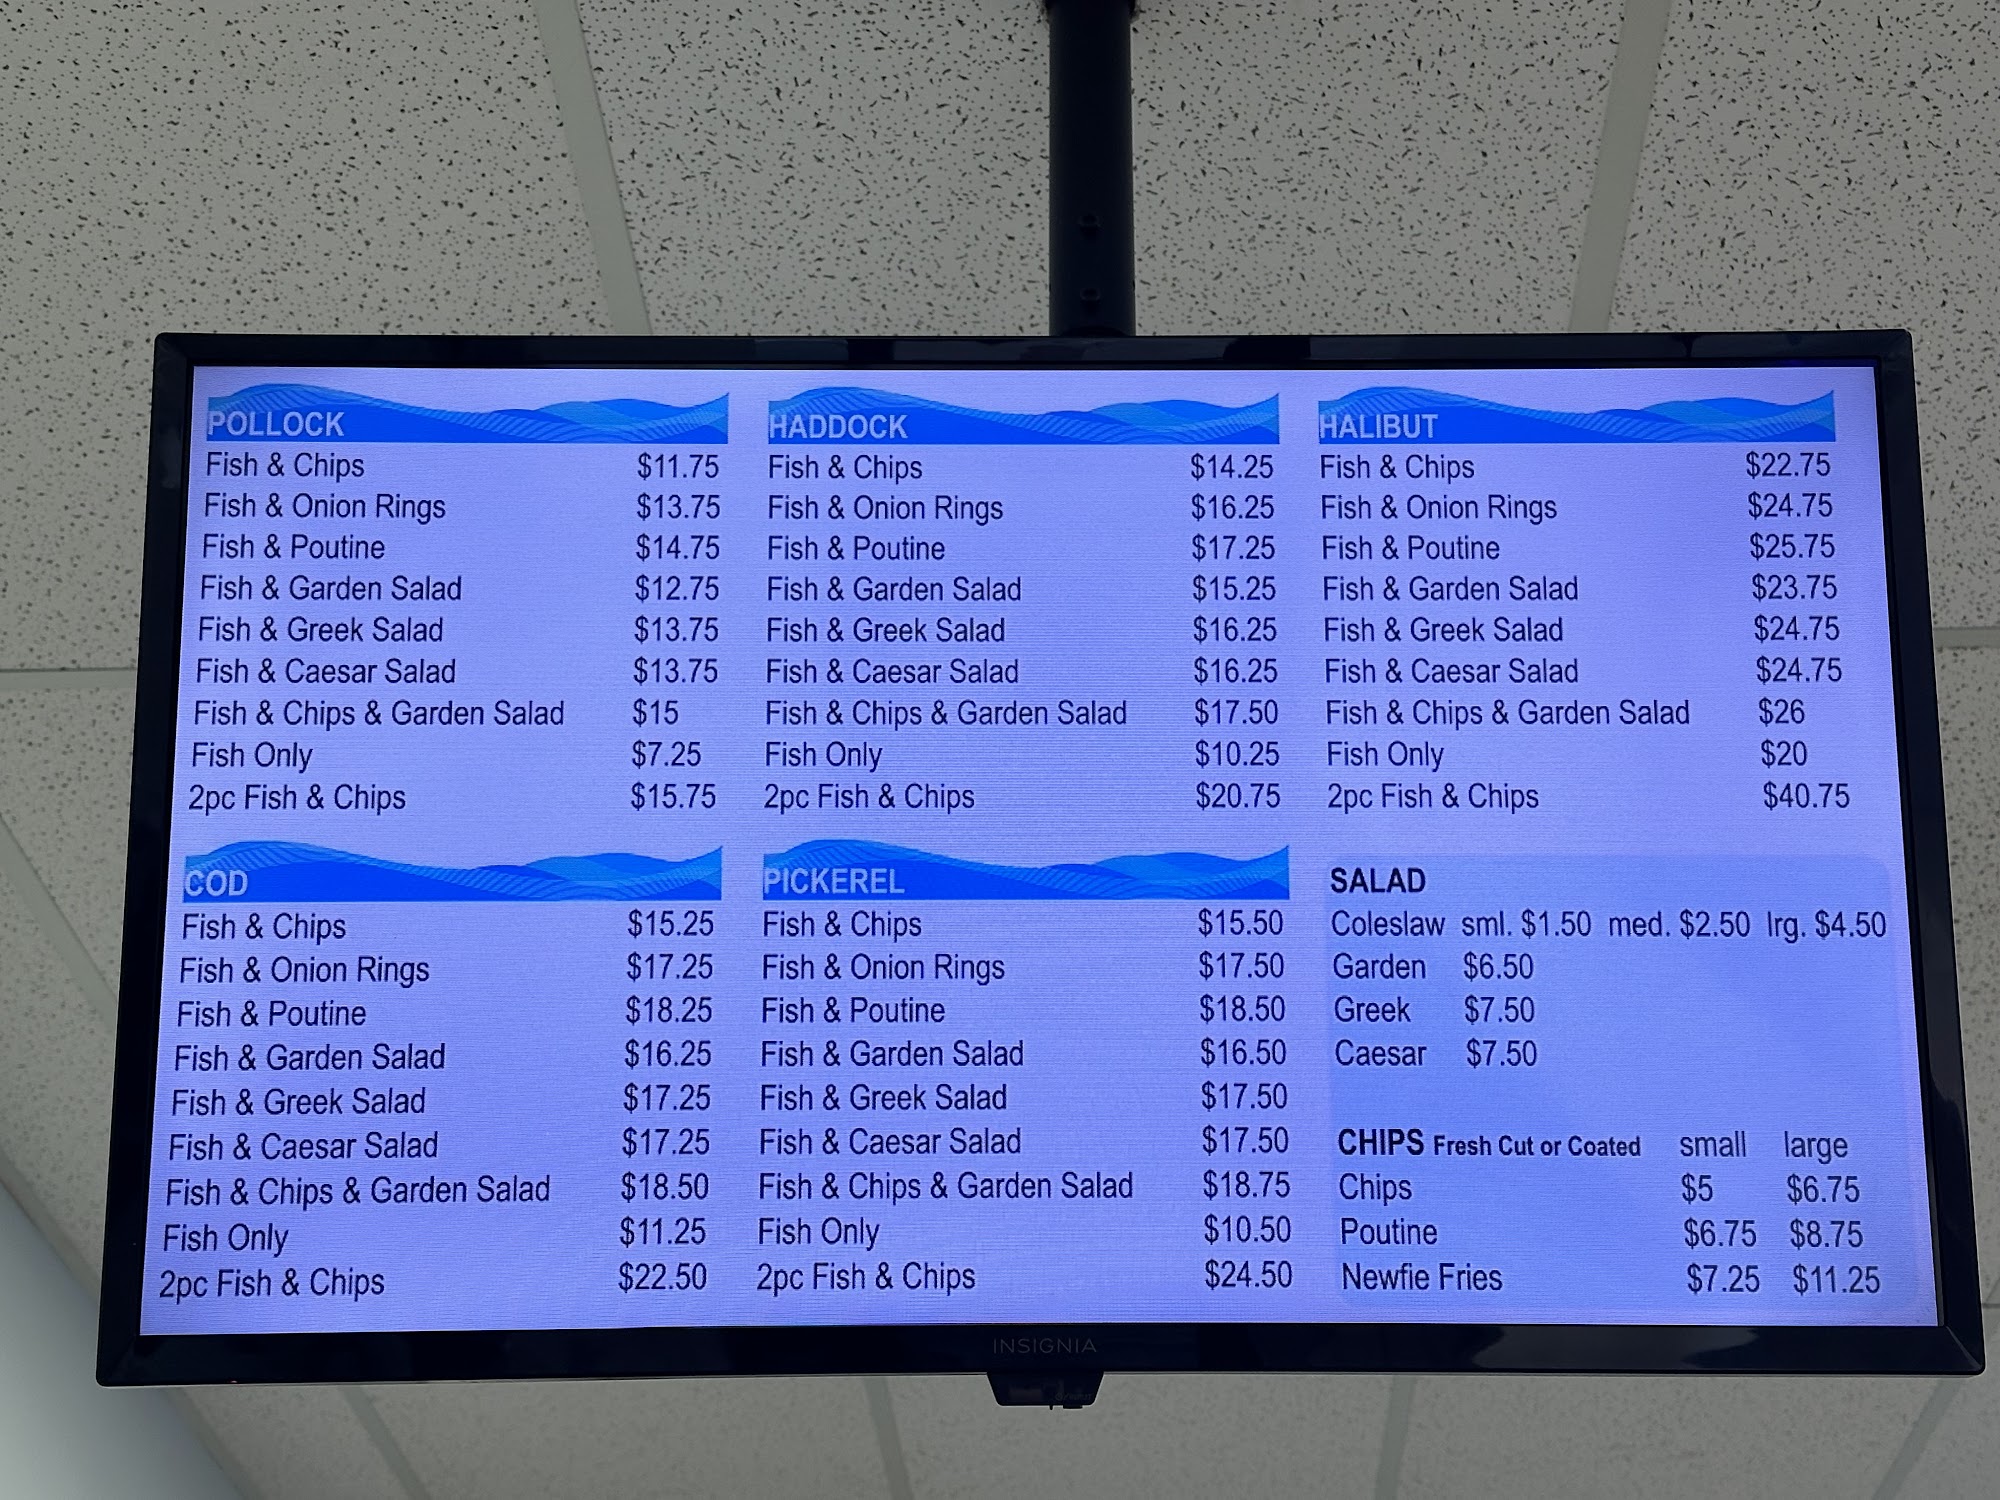 POLLOCK
Fish & Chips $11.75
Fish & Onion Rings $13.75
Fish & Poutine $14.75
Fish & Garden Salad $12.75
Fish & Greek Salad $13.75
Fish & Caesar Salad $13.75
Fish & Chips & Garden Salad $15
Fish Only $7.25
2pc Fish & Chips $15.75
HADDOCK
Fish & Chips $14.25
Fish & Onion Rings $16.25
Fish & Poutine $17.25
Fish & Garden Salad $15.25
Fish & Greek Salad $16.25
Fish & Caesar Salad $16.25
Fish & Chips & Garden Salad $17.50
Fish Only $10.25
2pc Fish & Chips $20.75
HALIBUT
Fish & Chips $22.75
Fish & Onion Rings $24.75
Fish & Poutine $25.75
Fish & Garden Salad $23.75
Fish & Greek Salad $24.75
Fish & Caesar Salad $24.75
Fish & Chips & Garden Salad $26
Fish Only $20
2pc Fish & Chips $40.75
COD
Fish & Chips $15.25
Fish & Onion Rings $17.25
Fish & Poutine $18.25
Fish & Garden Salad $16.25
Fish & Greek Salad $17.25
Fish & Caesar Salad $17.25
Fish & Chips & Garden Salad $18.50
Fish Only $11.25
2pc Fish & Chips $22.50
PICKEREL
Fish & Chips $15.50
Fish & Onion Rings $17.50
Fish & Poutine $18.50
Fish & Garden Salad $16.50
Fish & Greek Salad $17.50
Fish & Caesar Salad $17.50
Fish & Chips & Garden Salad $18.75
Fish Only $10.50
2pc Fish & Chips $24.50
SALAD
Coleslaw sml. $1.50 med. $2.50 lrg. $4.50
Garden $6.50
Greek $7.50
Caesar $7.50
CHIPS Fresh Cut or Coated small large
Chips $5 $6.75
Poutine $6.75 $8.75
Newfie Fries $7.25 $11.25
INSIGNIA